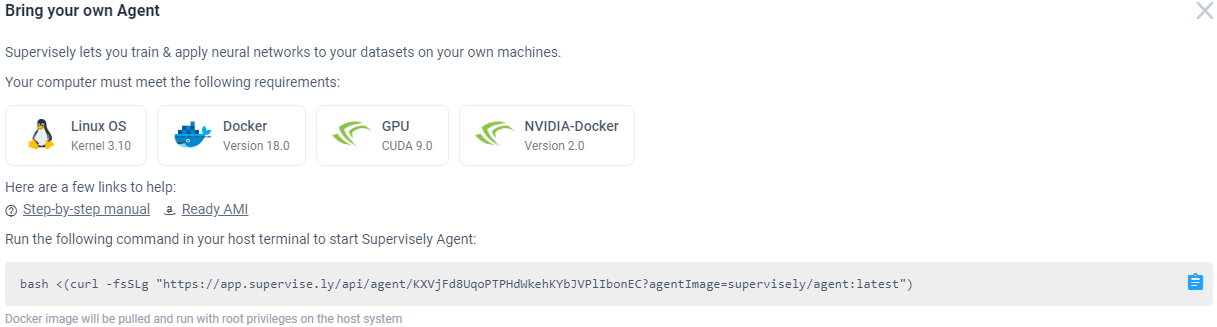 Bring your own Agent
Supervisely lets you train & apply neural networks to your datasets on your own machines.
Your computer must meet the following requirements:
Linux OS
Kernel 3.10
Docker
Version 18.0
GPU
CUDA 9.0
NVIDIA-Docker
Version 2.0
Here are a few links to help:
Step-by-step manual Ready AMI
Run the following command in your host terminal to start Supervisely Agent:
bash <(curl -fsSLg "https://app.supervise.ly/api/agent/KXVjFd8UqoPTPHdWkehKYbJVPlIbonEC?agentImage=supervisely/agent:latest")
Docker image will be pulled and run with root privileges on the host system